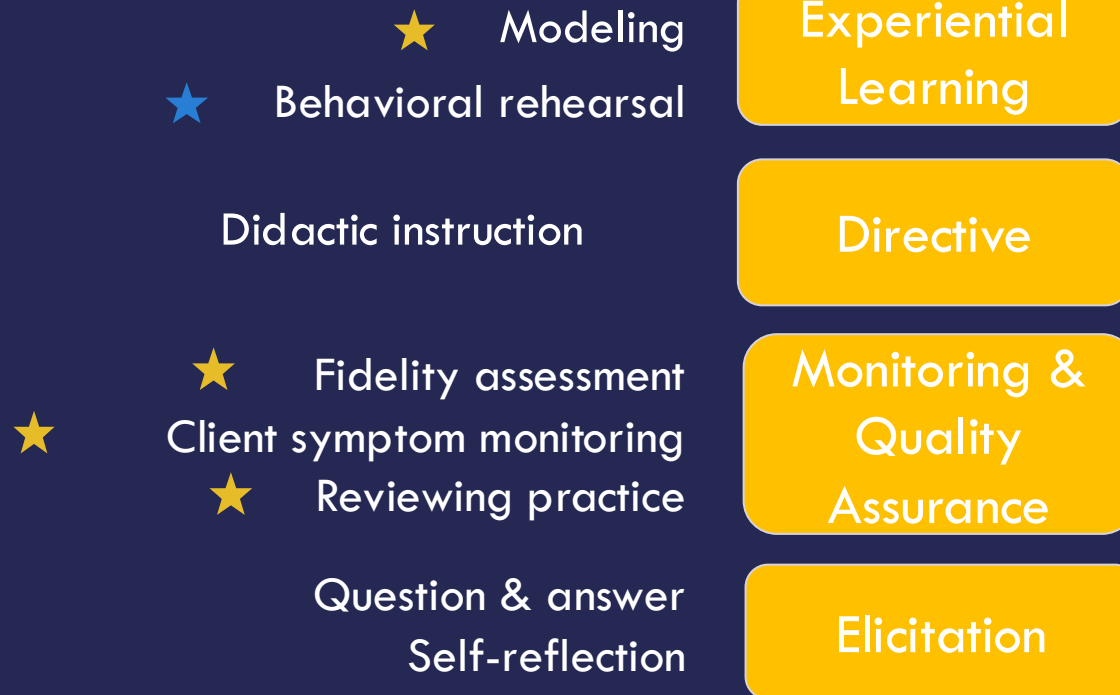 Modeling
Behavioral rehearsal
Experiential
Learning
Didactic instruction
Directive
Fidelity assessment
Client symptom monitoring
Reviewing practice
Monitoring &
Quality
Assurance
Question & answer
Self-reflection
Elicitation